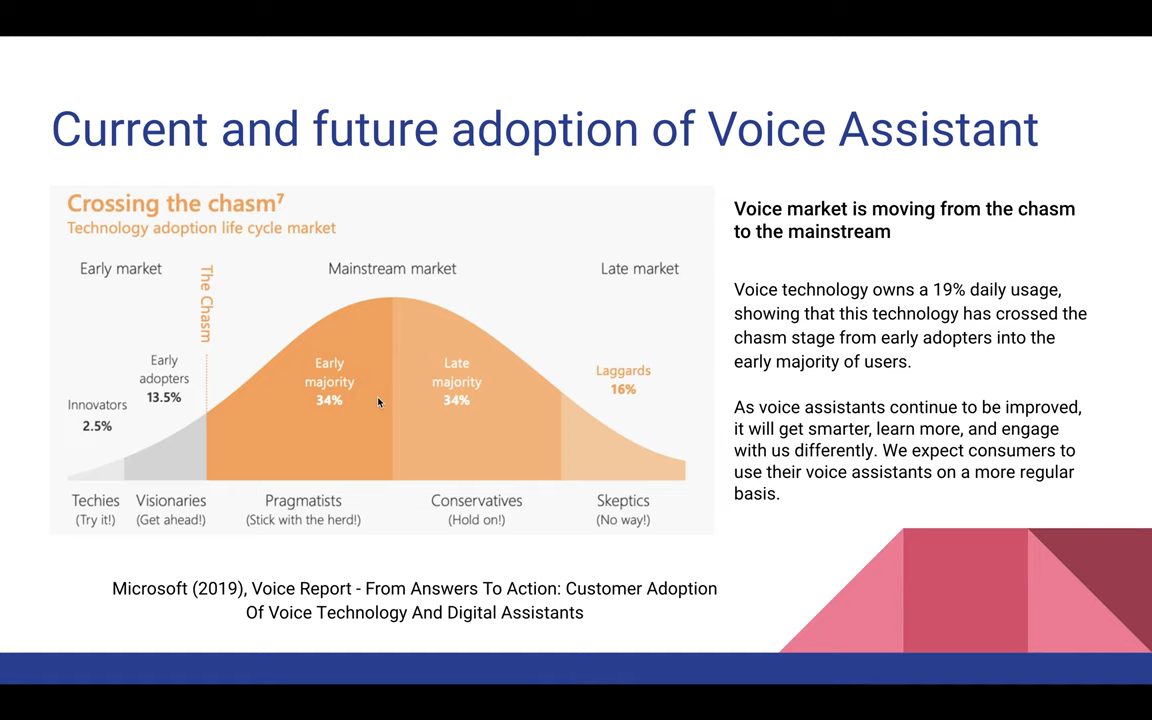 Current and future adoption of Voice Assistant
Crossing the chasm⁷
Technology adoption life cycle market
Early market
The Chasm
Mainstream market
Late market
Innovators
2.5%
Early
adopters
13.5%
Early
majority
34%
Late
majority
34%
Laggards
16%
Techies
(Try it!)
Visionaries
(Get ahead!)
Pragmatists
(Stick with the herd!)
Conservatives
(Hold on!)
Skeptics
(No way!)
Voice market is moving from the chasm
to the mainstream
Voice technology owns a 19% daily usage,
showing that this technology has crossed the
chasm stage from early adopters into the
early majority of users.
As voice assistants continue to be improved,
it will get smarter, learn more, and engage
with us differently. We expect consumers to
use their voice assistants on a more regular
basis.
Microsoft (2019), Voice Report - From Answers To Action: Customer Adoption
Of Voice Technology And Digital Assistants